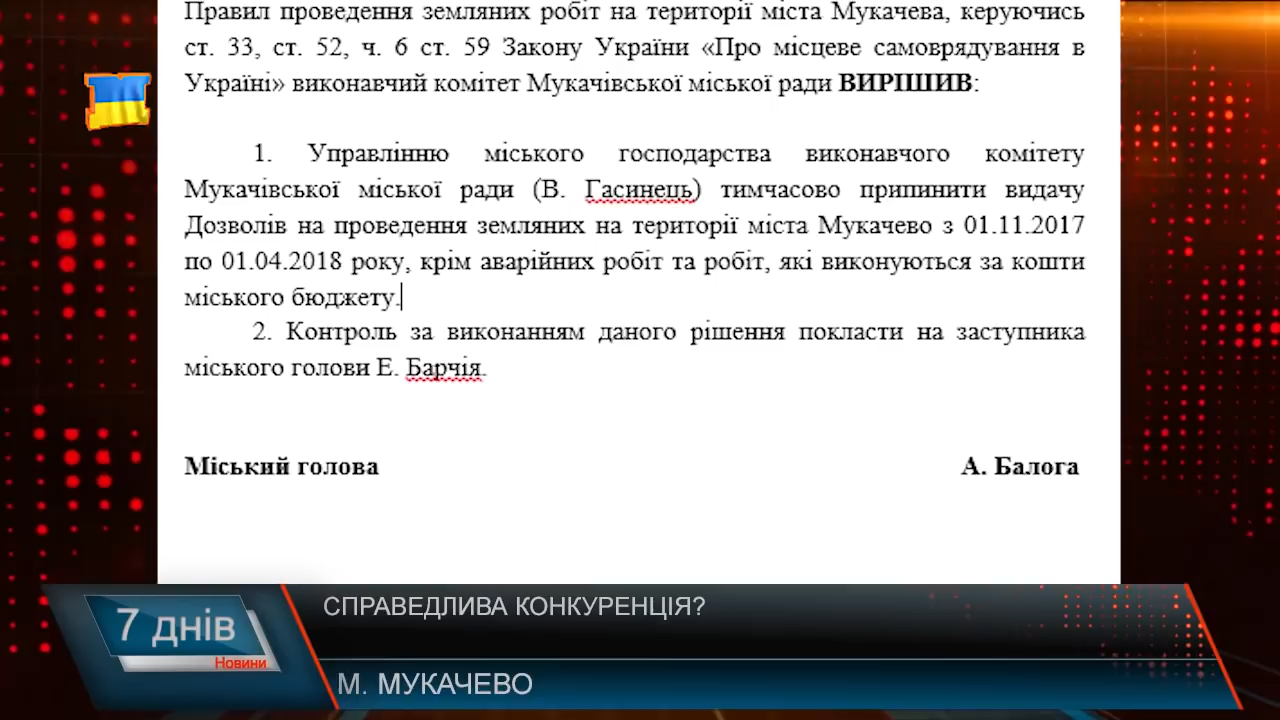 Правил проведення земляних робіт на території міста Мукачева, керуючись
ст. 33, ст. 52, ч. 6 ст. 59 Закону України «Про місцеве самоврядування в
Україні» виконавчий комітет Мукачівської міської ради ВИРІШИВ:
1. Управлінню міського господарства виконавчого комітету
Мукачівської міської ради (В. Гасинець) тимчасово припинити видачу
Дозволів на проведення земляних на території міста Мукачево з 01.11.2017
по 01.04.2018 року, крім аварійних робіт та робіт, які виконуються за кошти
міського бюджету.
2. Контроль за виконанням даного рішення покласти на заступника
міського голови Е. Барчія.
Міський голова А. Балога
7 днів
Новини
СПРАВЕДЛИВА КОНКУРЕНЦІЯ?
М. МУКАЧЕВО